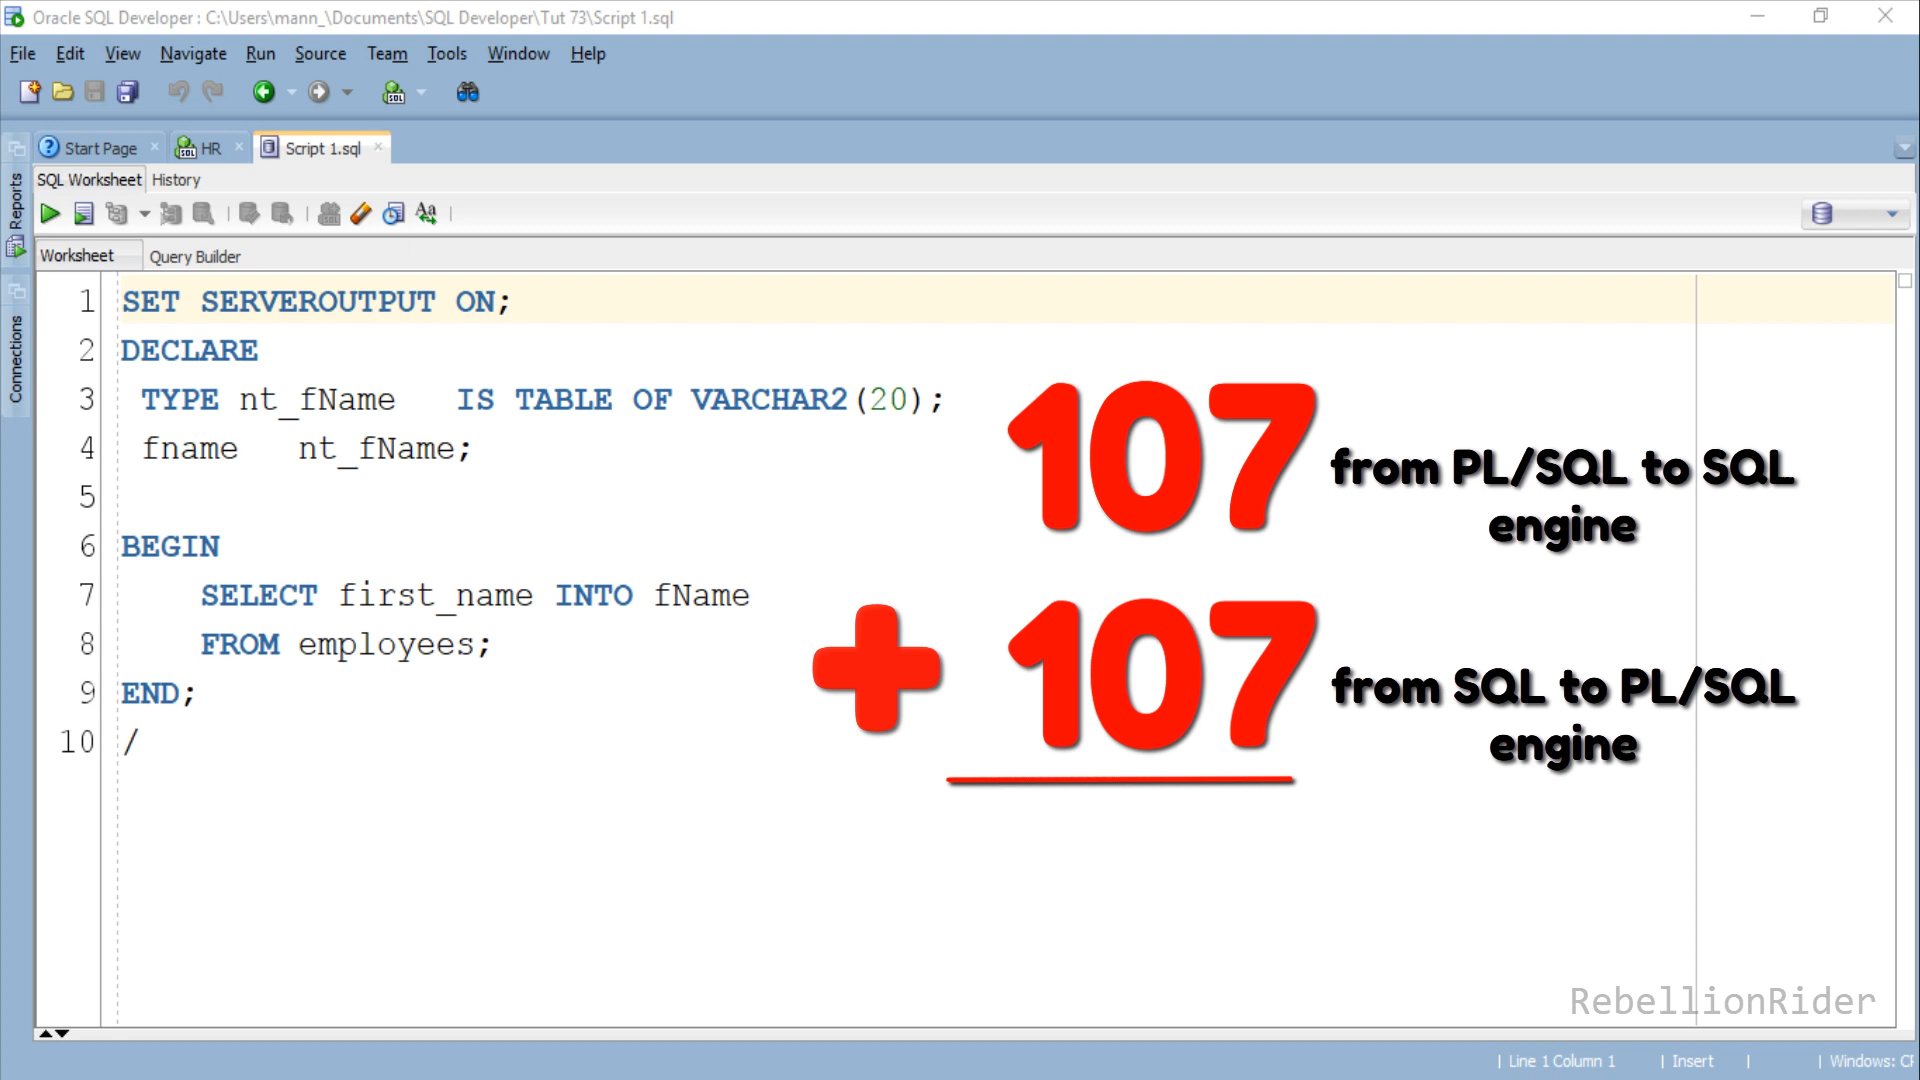 Oracle SQL Developer : C:\Users\mann_\Documents\SQL Developer\Tut 73\Script 1.sql
File Edit View Navigate Run Source Team Tools Window Help
Start Page HR Script 1.sql
SQL Worksheet History
Worksheet Query Builder
Reports
Connections
1 SET SERVEROUTPUT ON;
2 DECLARE
3 TYPE nt_fName IS TABLE OF VARCHAR2(20);
4 fname nt_fName;
5
6 BEGIN
7 SELECT first_name INTO fName
8 FROM employees;
9 END;
10 /
107 from PL/SQL to SQL
engine
+ 107 from SQL to PL/SQL
engine
RebellionRider
Line 1 Column 1 | Insert | | Windows: CF